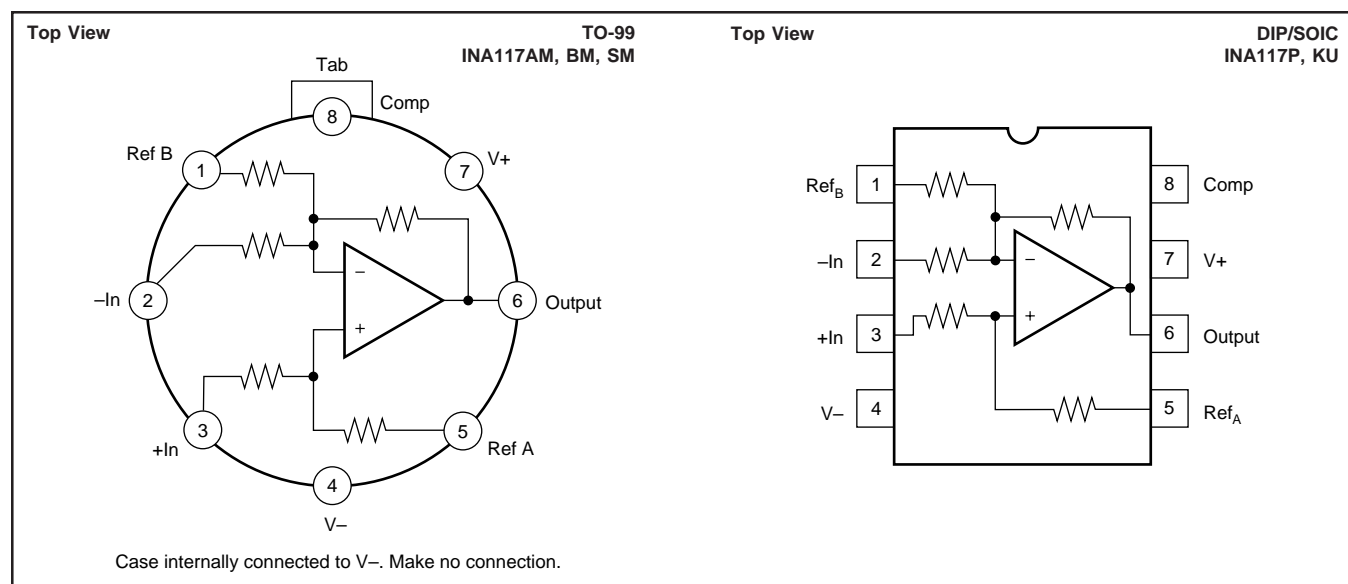 Top View
TO-99
INA117AM, BM, SM
Tab
8
Comp
Ref B
1
7
V+
–In
2
–
6
Output
+
+In
3
5
Ref A
4
V–
Case internally connected to V–. Make no connection.
Top View
DIP/SOIC
INA117P, KU
RefB
1
8
Comp
–In
2
–
7
V+
+In
3
+
6
Output
V–
4
5
RefA